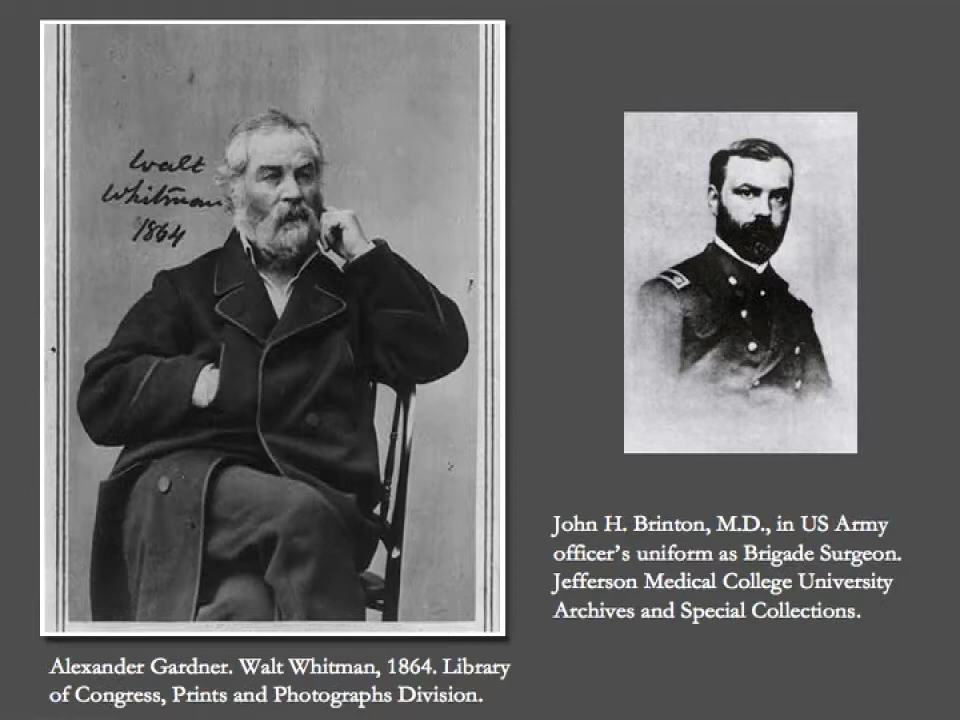 Walt
Whitman
1864
John H. Brinton, M.D., in US Army
officer's uniform as Brigade Surgeon.
Jefferson Medical College University
Archives and Special Collections.
Alexander Gardner. Walt Whitman, 1864. Library
of Congress, Prints and Photographs Division.